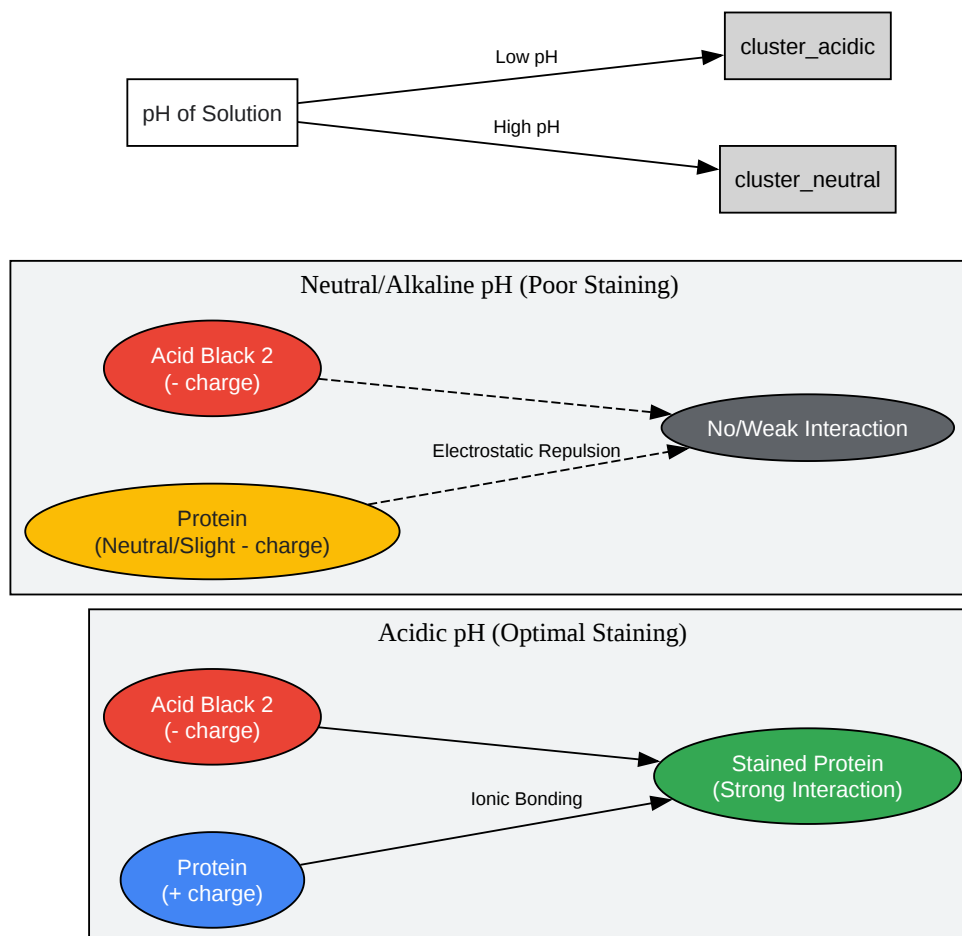 Low pH
cluster_acidic
pH of Solution
High pH
cluster_neutral
Neutral/Alkaline pH (Poor Staining)
Acid Black 2
(- charge)
No/Weak Interaction
Electrostatic Repulsion
Protein
(Neutral/Slight - charge)
Acidic pH (Optimal Staining)
Acid Black 2
(- charge)
Stained Protein
(Strong Interaction)
Ionic Bonding
Protein
(+ charge)